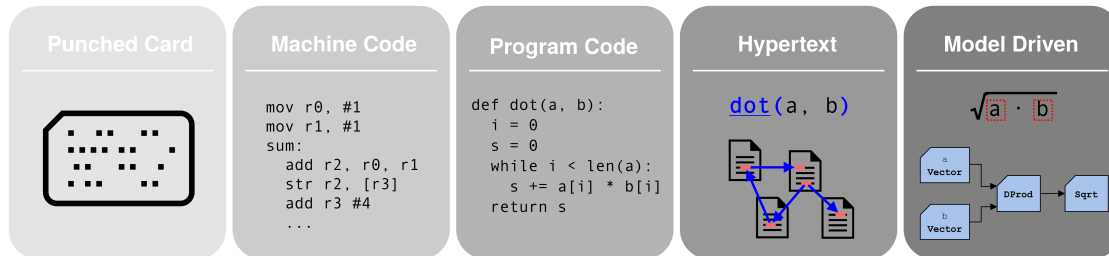 Punched Card
Machine Code
mov r0, #1
mov r1, #1
sum:
add r2, r0, r1
str r2, [r3]
add r3 #4
...
Program Code
def dot(a, b):
i = 0
s = 0
while i < len(a):
s += a[i] * b[i]
return s
Hypertext
dot(a, b)
Model Driven
√a · b
a
Vector
b
Vector
DProd
Sqrt